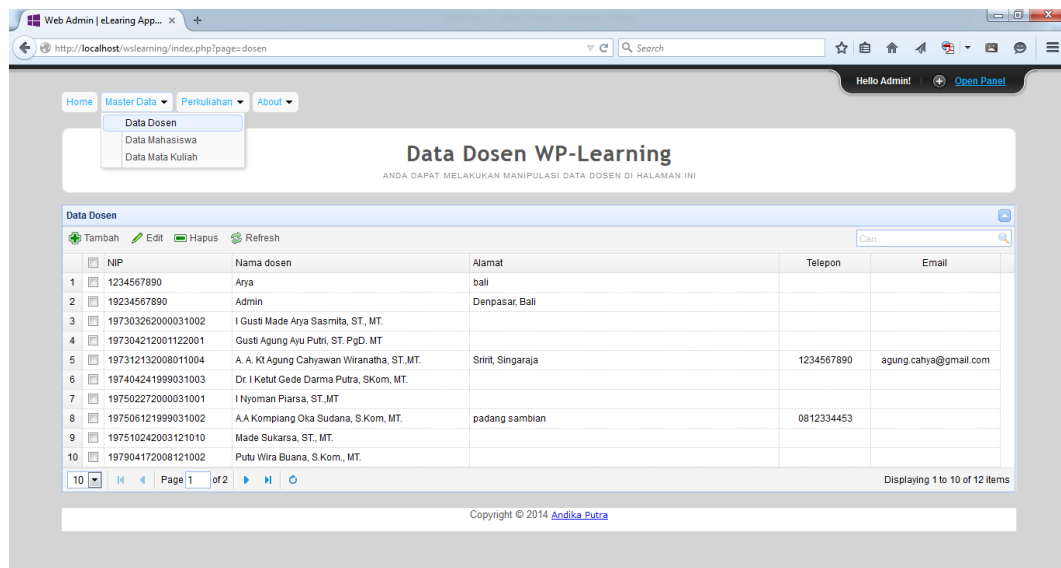 Web Admin | eLearing App...
http://localhost/wslearning/index.php?page=dosen
Search
Hello Admin! Open Panel
Home Master Data Perkuliahan About
Data Dosen
Data Mahasiswa
Data Mata Kuliah
Data Dosen WP-Learning
ANDA DAPAT MELAKUKAN MANIPULASI DATA DOSEN DI HALAMAN INI
Data Dosen
Tambah Edit Hapus Refresh Cari..
NIP Nama dosen Alamat Telepon Email
1 1234567890 Arya bali
2 19234567890 Admin Denpasar, Bali
3 197303262000031002 I Gusti Made Arya Sasmita, ST., MT.
4 197304212001122001 Gusti Agung Ayu Putri, ST. PgD. MT
5 197312132008011004 A. A. Kt Agung Cahyawan Wiranatha, ST.,MT. Sririt, Singaraja 1234567890 agung.cahya@gmail.com
6 197404241999031003 Dr. I Ketut Gede Darma Putra, SKom, MT.
7 197502272000031001 I Nyoman Piarsa, ST.,MT
8 197506121999031002 A.A Kompiang Oka Sudana, S.Kom, MT. padang sambian 0812334453
9 197510242003121010 Made Sukarsa, ST., MT.
10 197904172008121002 Putu Wira Buana, S.Kom., MT.
10 Page 1 of 2 Displaying 1 to 10 of 12 items
Copyright © 2014 Andika Putra